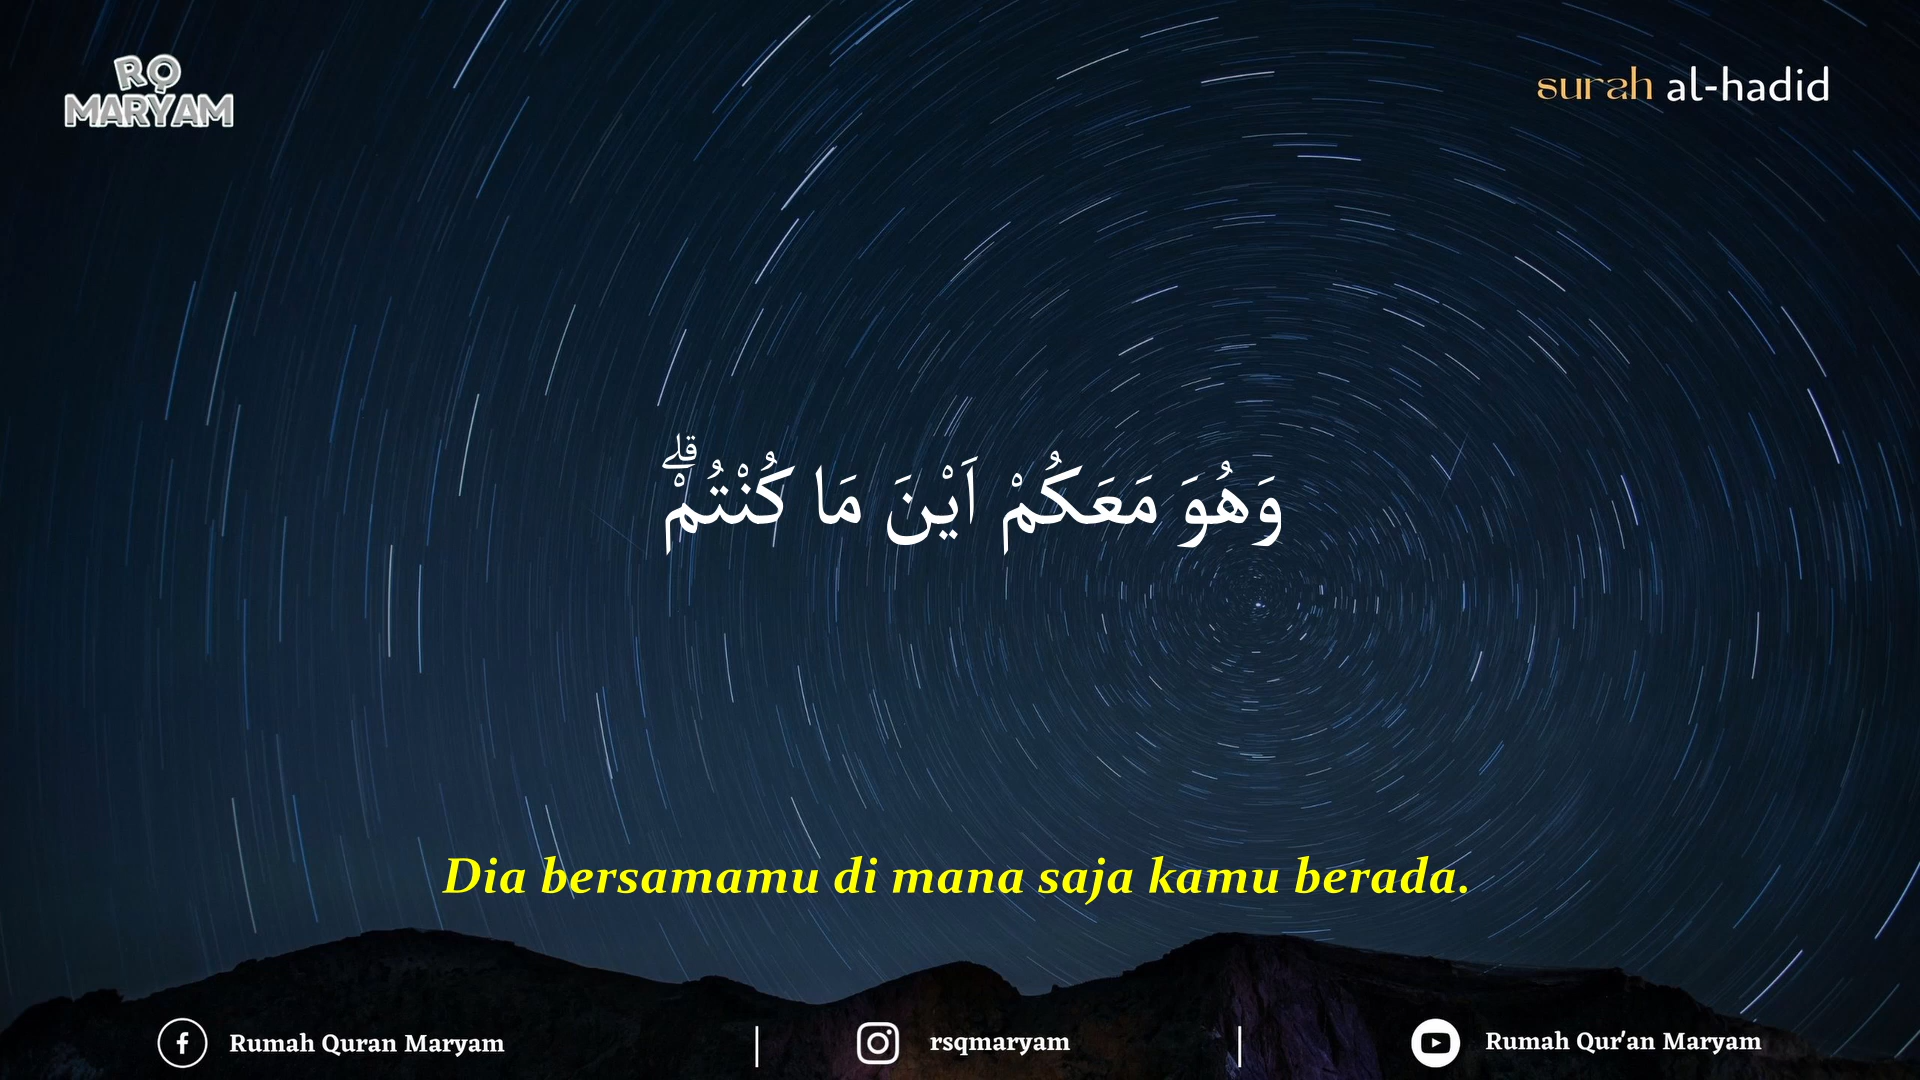 RQ
MARYAM
surah al-hadid
وَهُوَ مَعَكُمْ اَيْنَ مَا كُنْتُمْۗ
Dia bersamamu di mana saja kamu berada.
Rumah Quran Maryam
rsqmaryam
Rumah Qur'an Maryam